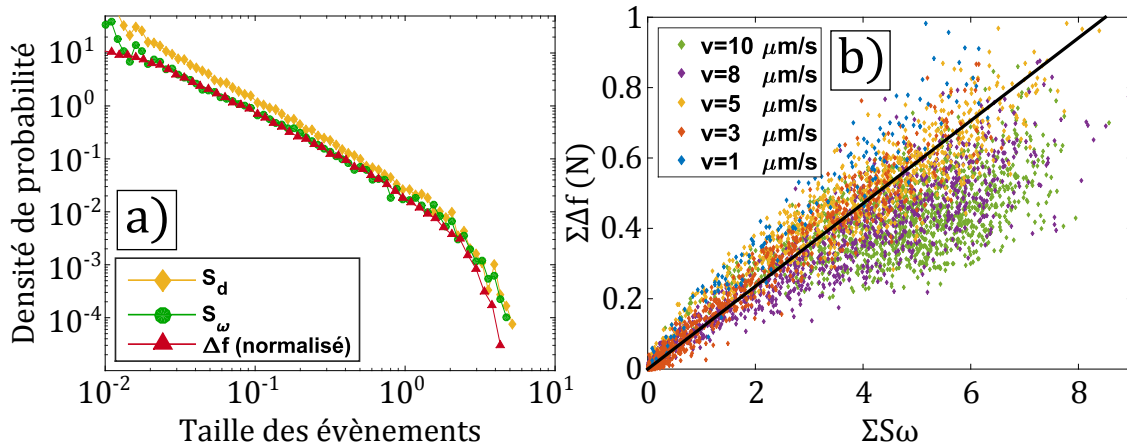 a)
Densité de probabilité
10^1
10^0
10^-1
10^-2
10^-3
10^-4
S_d
S_ω
Δf (normalisé)
10^-2
10^-1
10^0
10^1
Taille des évènements
b)
ΣΔf (N)
1
0.8
0.6
0.4
0.2
0
v=10 μm/s
v=8 μm/s
v=5 μm/s
v=3 μm/s
v=1 μm/s
0
2
4
6
8
ΣSω